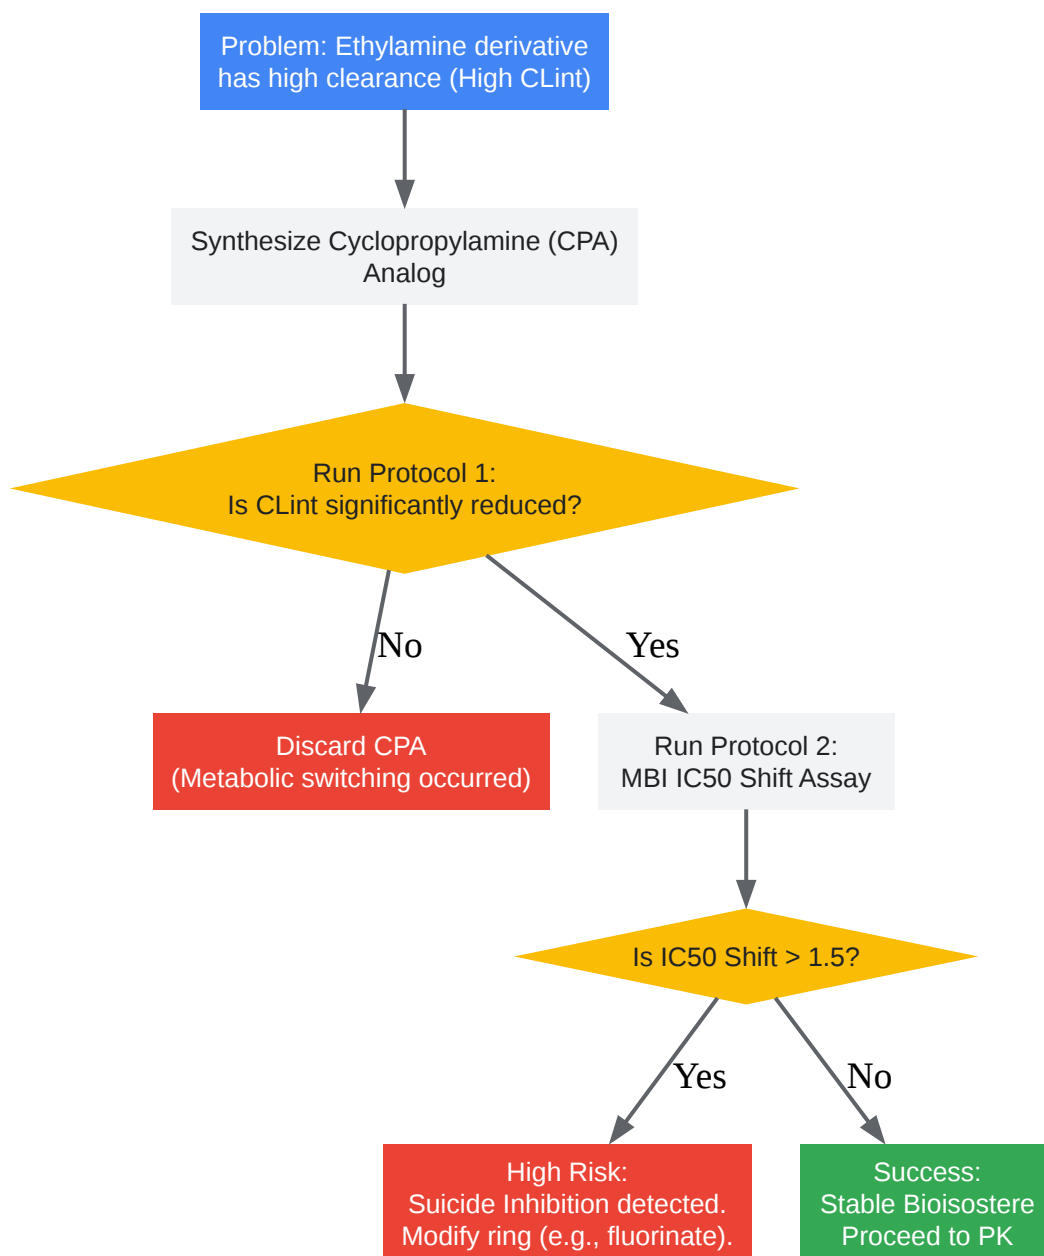 Problem: Ethylamine derivative
has high clearance (High CLint)
Synthesize Cyclopropylamine (CPA)
Analog
Run Protocol 1:
Is CLint significantly reduced?
No
Yes
Discard CPA
(Metabolic switching occurred)
Run Protocol 2:
MBI IC50 Shift Assay
Is IC50 Shift > 1.5?
Yes
No
High Risk:
Suicide Inhibition detected.
Modify ring (e.g., fluorinate).
Success:
Stable Bioisostere
Proceed to PK